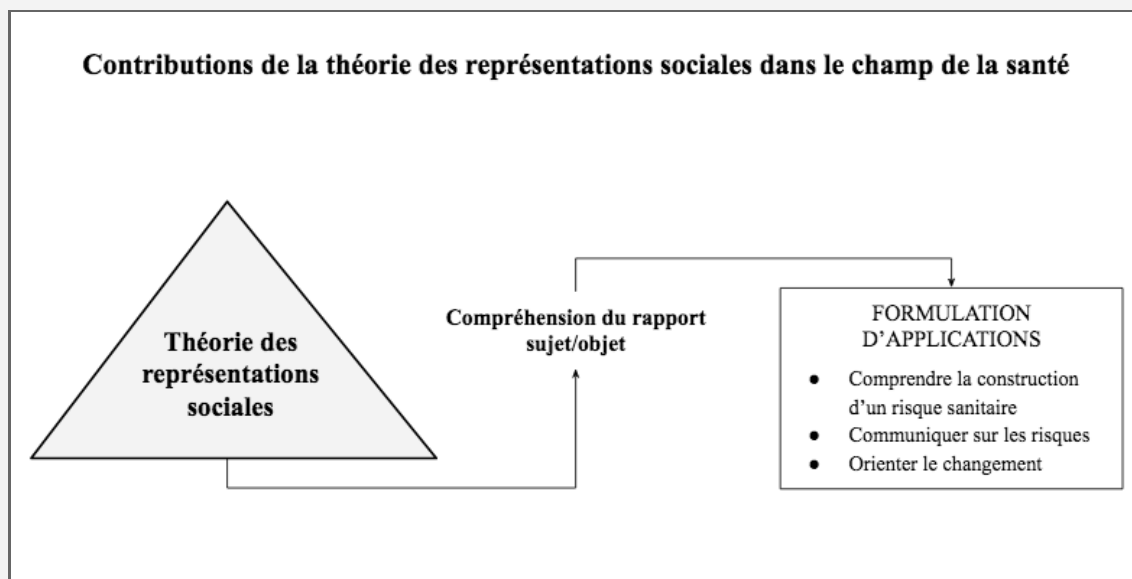 Contributions de la théorie des représentations sociales dans le champ de la santé
Théorie des
représentations
sociales
Compréhension du rapport
sujet/objet
FORMULATION
D’APPLICATIONS
● Comprendre la construction
d’un risque sanitaire
● Communiquer sur les risques
● Orienter le changement